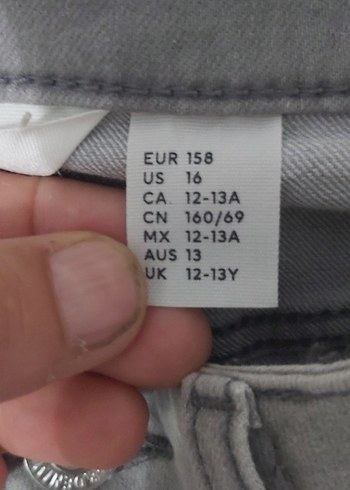 EUR 158
US 16
CA 12-13A
CN 160/69
MX 12-13A
AUS 13
UK 12-13Y